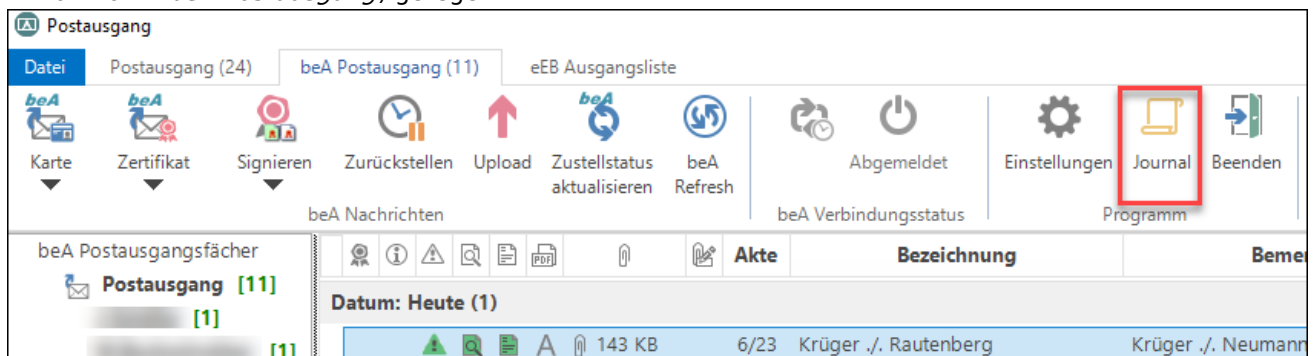 Postausgang
Datei Postausgang (24) beA Postausgang (11) eEB Ausgangsliste
beA beA beA
Karte Zertifikat Signieren Zurückstellen Upload Zustellstatus beA Abgemeldet Einstellungen Journal Beenden
aktualisieren Refresh
beA Nachrichten beA Verbindungsstatus Programm
beA Postausgangsfächer PDF Akte Bezeichnung Bemer
Postausgang [11]
Datum: Heute (1)
[1]
A 143 KB 6/23 Krüger ./. Rautenberg Krüger ./. Neumann
[1]